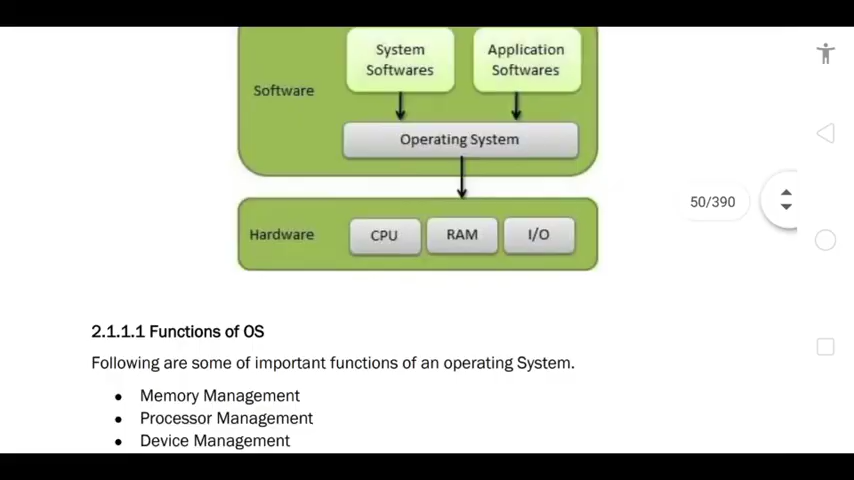 System
Softwares
Application
Softwares
Software
Operating System
50/390
Hardware
CPU
RAM
I/O
2.1.1.1 Functions of OS
Following are some of important functions of an operating System.
• Memory Management
• Processor Management
• Device Management